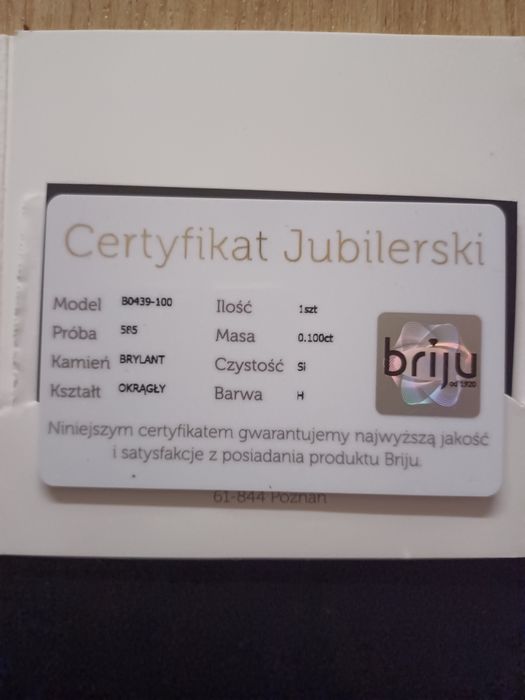 Certyfikat Jubilerski
Model B0439-100 Ilość 1szt
Próba 585 Masa 0.100ct
Kamień BRYLANT Czystość Si
Kształt OKRĄGŁY Barwa H
briju
od 1920
Niniejszym certyfikatem gwarantujemy najwyższą jakość
i satysfakcje z posiadania produktu Briju.
61-844 Poznań